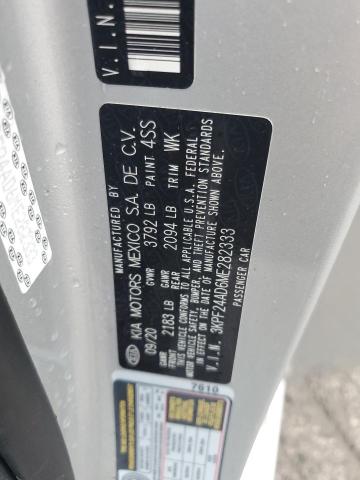 V.I.N.
MANUFACTURED BY
KIA MOTORS MEXICO S.A. DE C.V.
09/20 GVWR 3792 LB PAINT 4SS
GAWR FRONT 2183 LB GAWR REAR 2094 LB TRIM WK
THIS VEHICLE CONFORMS TO ALL APPLICABLE U.S.A. FEDERAL
MOTOR VEHICLE SAFETY, BUMPER, AND THEFT PREVENTION STANDARDS
IN EFFECT ON THE DATE OF MANUFACTURE SHOWN ABOVE.
V.I.N. 3KPF24AD6ME282333
PASSENGER CAR
KIA
7610